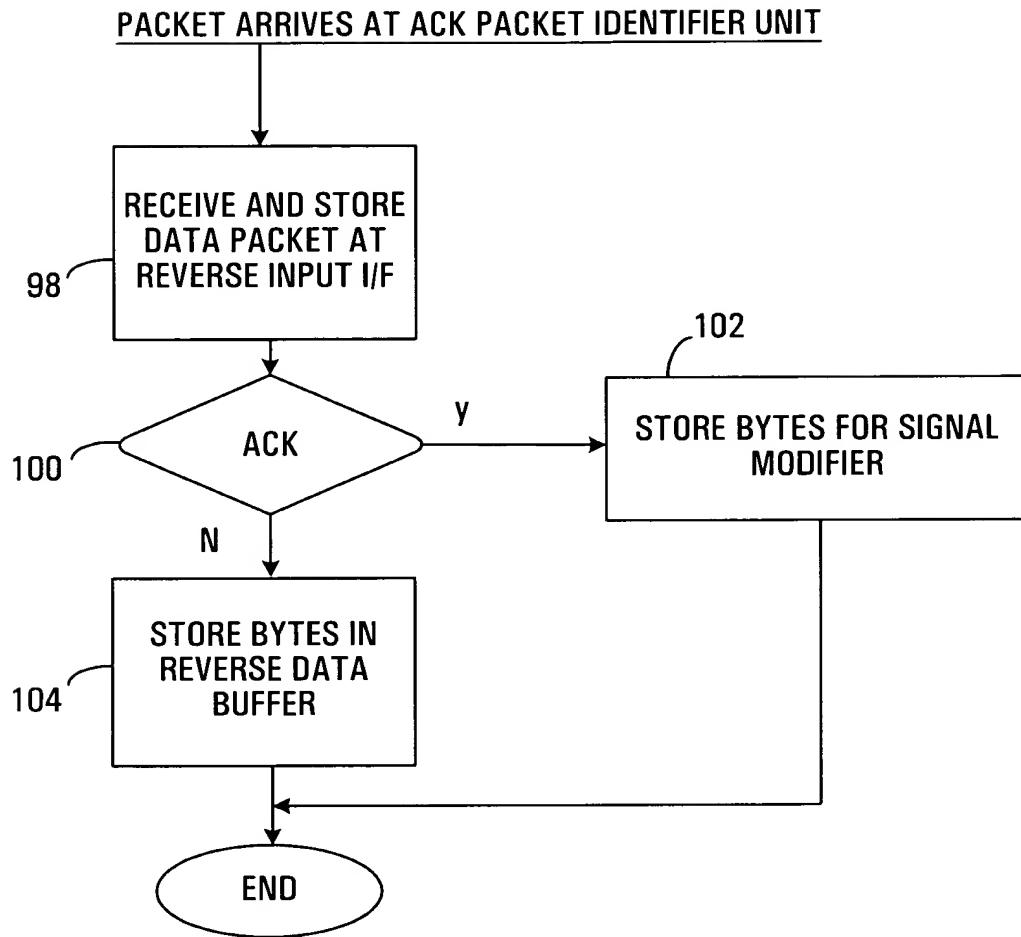 PACKET ARRIVES AT ACK PACKET IDENTIFIER UNIT
RECEIVE AND STORE
DATA PACKET AT
REVERSE INPUT I/F
98
102
STORE BYTES FOR SIGNAL
MODIFIER
y
ACK
100
N
STORE BYTES IN
REVERSE DATA
BUFFER
104
END